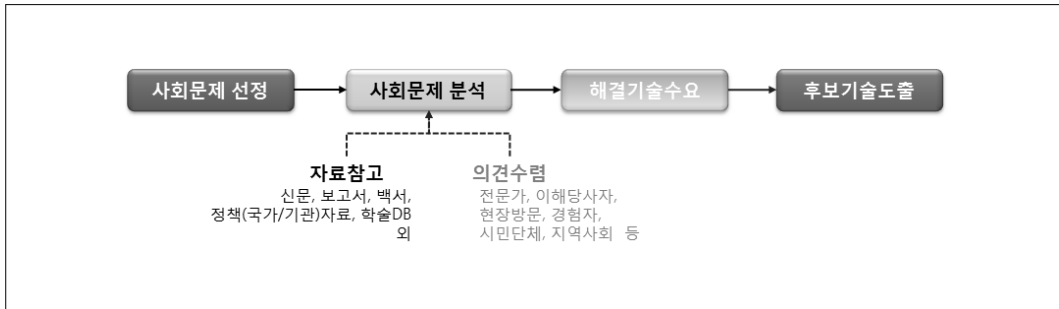 사회문제 선정
사회문제 분석
해결기술수요
후보기술도출
자료참고
신문, 보고서, 백서,
정책(국가/기관)자료, 학술DB
외
의견수렴
전문가, 이해당사자,
현장방문, 경험자,
시민단체, 지역사회 등